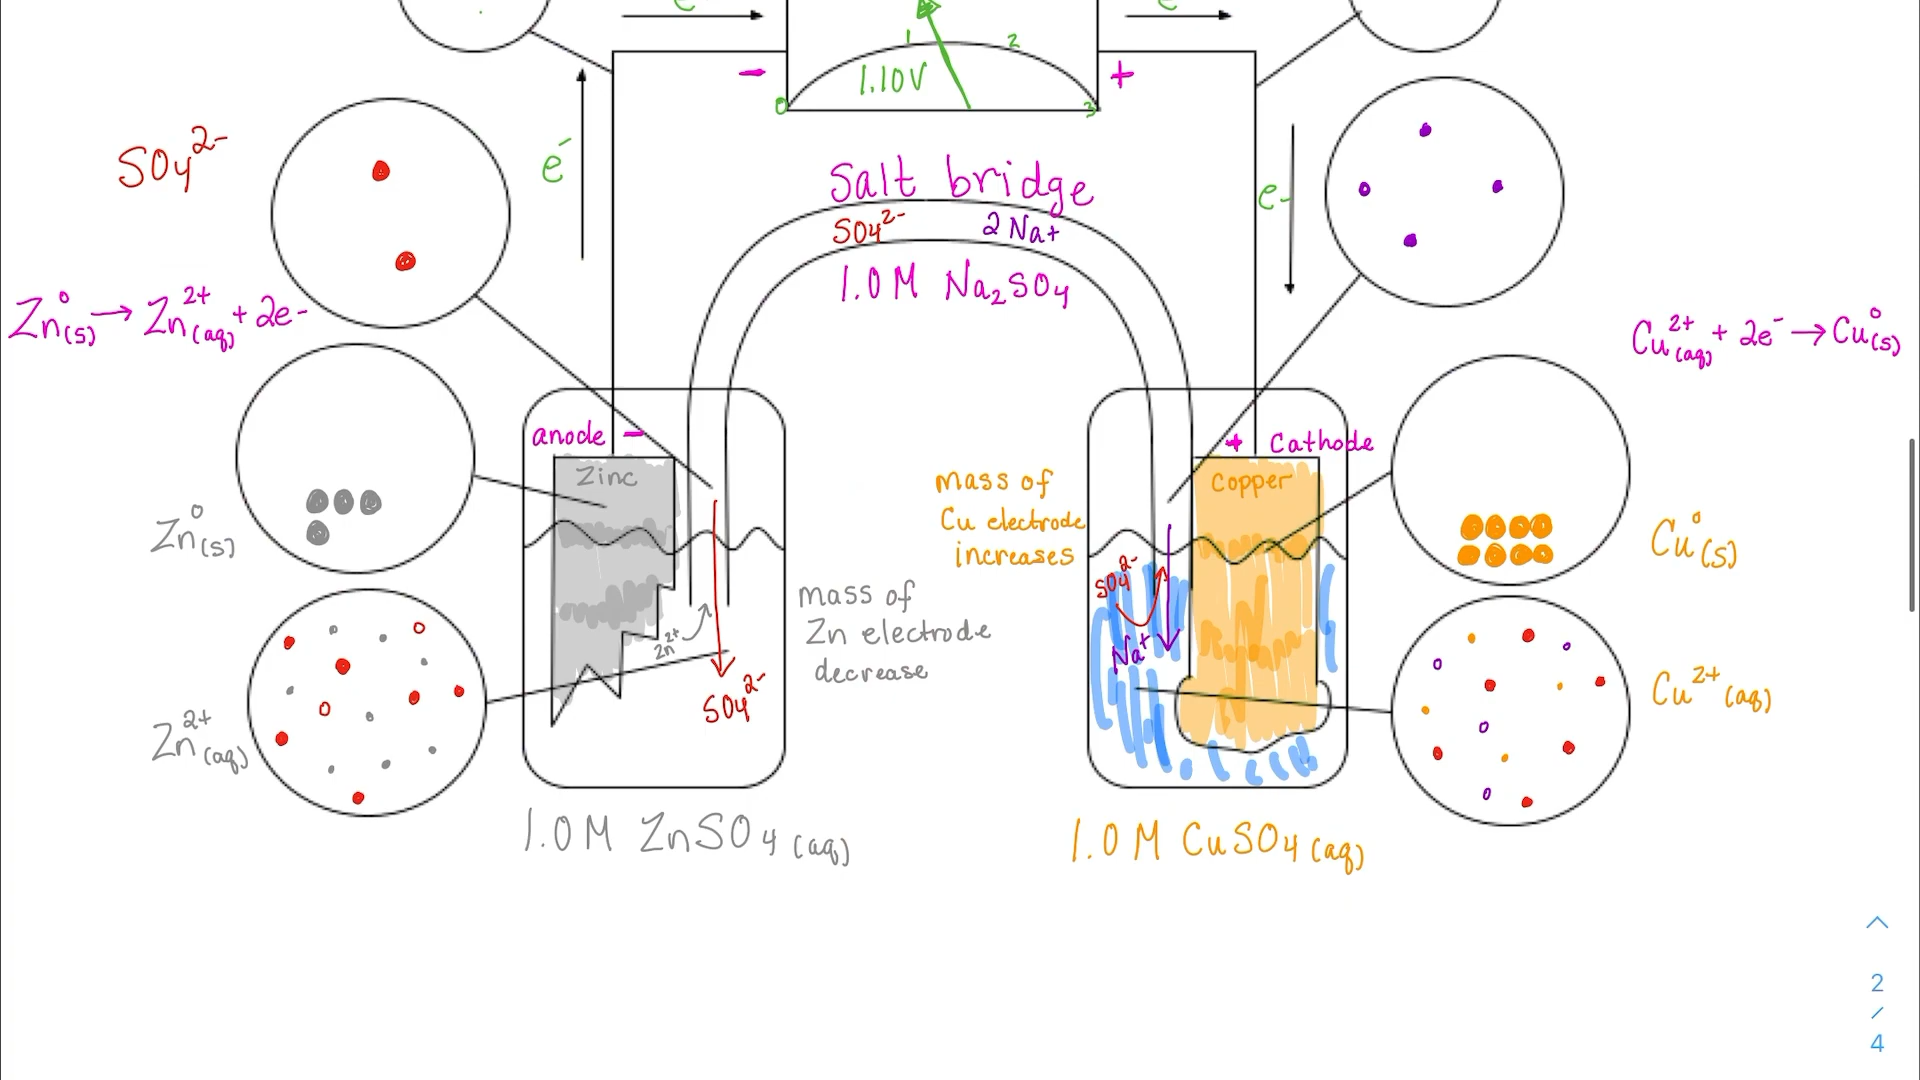 e-
e-
1
2
1.10V
-
+
0
3
SO4 2-
e-
e-
Salt bridge
SO4 2-
2 Na+
1.0 M Na2SO4
Zn(s)0 → Zn2+(aq) + 2e-
Cu2+(aq) + 2e- → Cu0(s)
anode -
+ Cathode
Zinc
copper
mass of
Cu electrode
increases
Zn0(s)
Cu0(s)
mass of
Zn electrode
decrease
SO4 2-
Zn2+
Na+
SO4 2-
Zn2+(aq)
Cu2+(aq)
1.0 M ZnSO4(aq)
1.0 M CuSO4(aq)
2
/
4